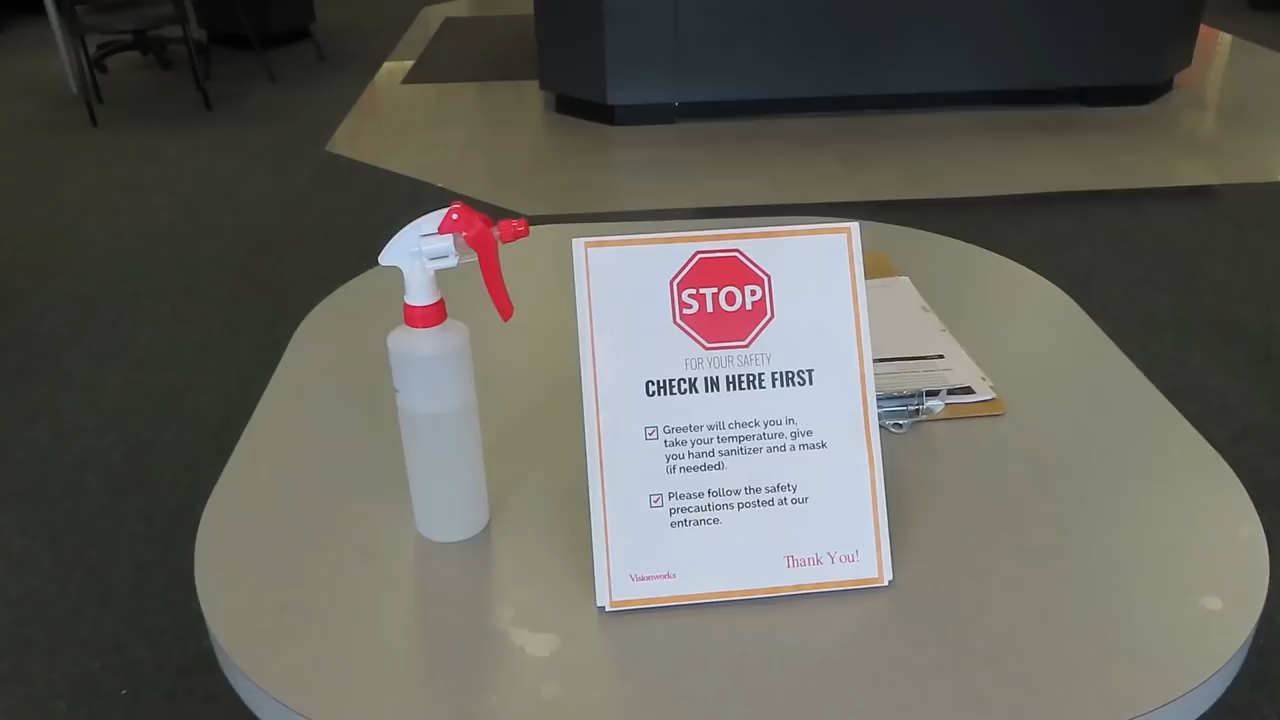 STOP
FOR YOUR SAFETY
CHECK IN HERE FIRST
Greeter will check you in,
take your temperature, give
you hand sanitizer and a mask
(if needed).
Please follow the safety
precautions posted at our
entrance.
Thank You!
Visionworks